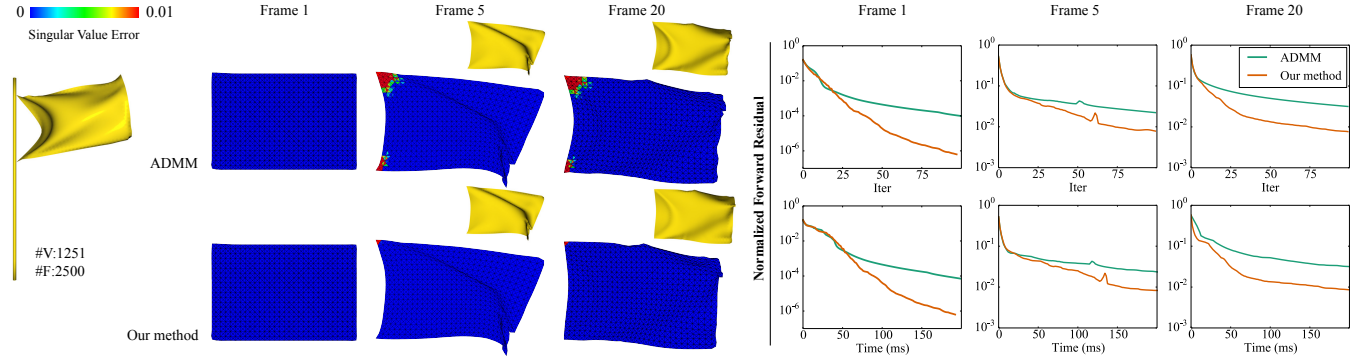 0 0.01
Singular Value Error
Frame 1 Frame 5 Frame 20
ADMM
#V:1251
#F:2500
Our method
Normalized Forward Residual
Frame 1 Frame 5 Frame 20
10^0 10^-2 10^-4 10^-6
25 50 75
Iter
10^0 10^-1 10^-2 10^-3
0 25 50 75
Iter
10^0 10^-1 10^-2 10^-3
ADMM
Our method
0 25 50 75
Iter
10^0 10^-2 10^-4 10^-6
0 50 100 150
Time (ms)
10^0 10^-1 10^-2 10^-3
0 50 100 150
Time (ms)
10^0 10^-1 10^-2 10^-3
0 50 100 150
Time (ms)